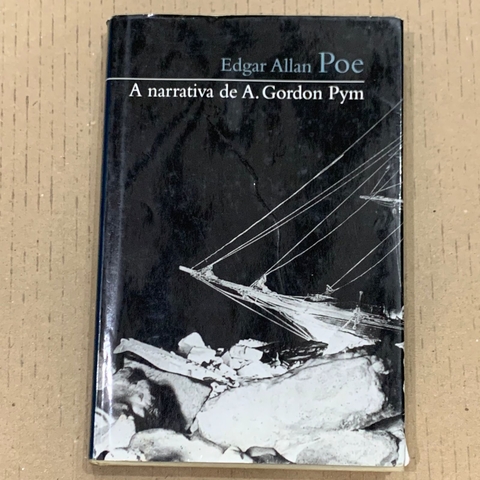 Edgar Allan Poe
A narrativa de A. Gordon Pym